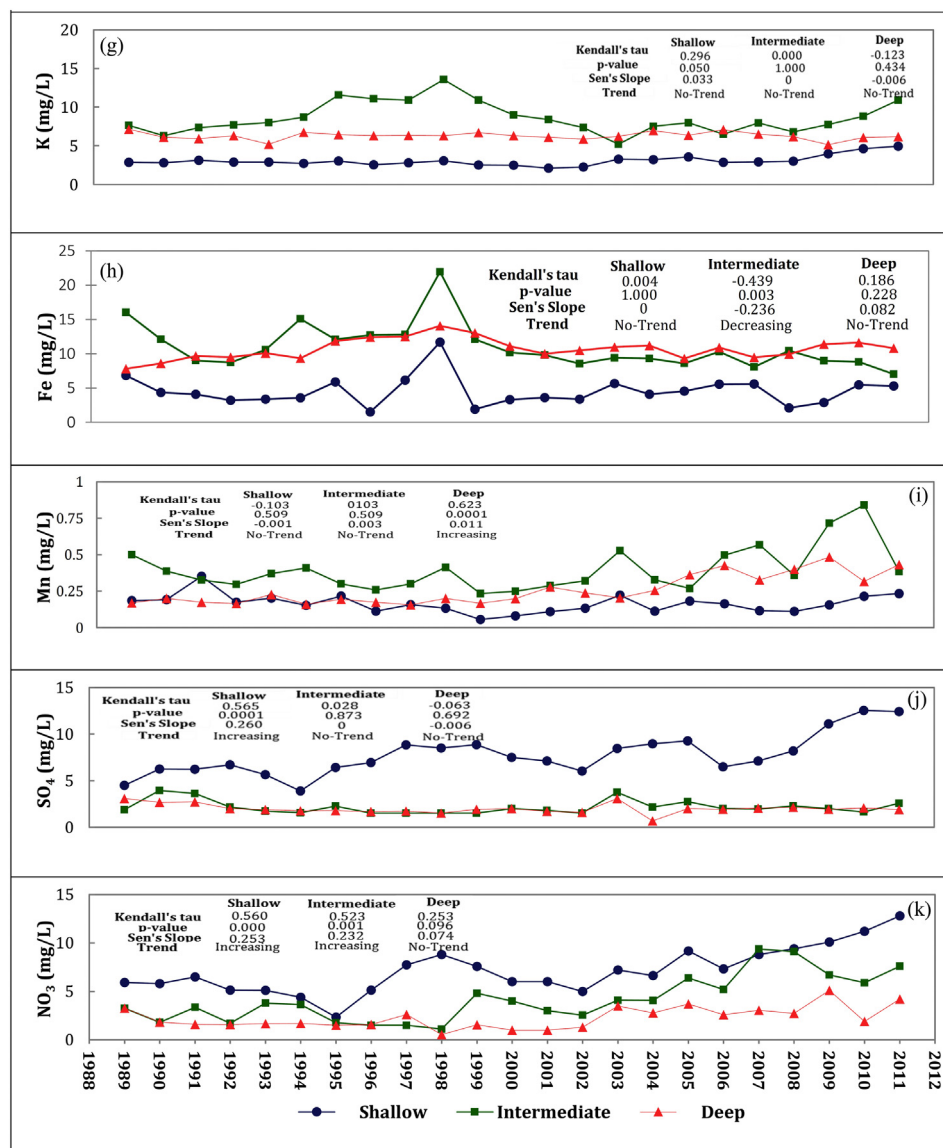 (g)
K (mg/L)
20
15
10
5
0
Shallow Intermediate Deep
Kendall's tau 0.296 0.000 -0.123
p-value 0.050 1.000 0.434
Sen's Slope 0.033 0 -0.006
Trend No-Trend No-Trend No-Trend
(h)
Fe (mg/L)
25
20
15
10
5
0
Shallow Intermediate Deep
Kendall's tau 0.004 -0.439 0.186
p-value 1.000 0.003 0.228
Sen's Slope 0 -0.236 0.082
Trend No-Trend Decreasing No-Trend
(i)
Mn (mg/L)
1
0.75
0.5
0.25
0
Shallow Intermediate Deep
Kendall's tau -0.103 0103 0.623
p-value 0.509 0.509 0.0001
Sen's Slope -0.001 0.003 0.011
Trend No-Trend No-Trend Increasing
(j)
SO4 (mg/L)
15
10
5
0
Shallow Intermediate Deep
Kendall's tau 0.565 0.028 -0.063
p-value 0.0001 0.873 0.692
Sen's Slope 0.260 0 -0.006
Trend Increasing No-Trend No-Trend
(k)
NO3 (mg/L)
15
10
5
0
Shallow Intermediate Deep
Kendall's tau 0.560 0.523 0.253
p-value 0.000 0.001 0.096
Sen's Slope 0.253 0.232 0.074
Trend Increasing Increasing No-Trend
1988 1989 1990 1991 1992 1993 1994 1995 1996 1997 1998 1999 2000 2001 2002 2003 2004 2005 2006 2007 2008 2009 2010 2011 2012
Shallow Intermediate Deep